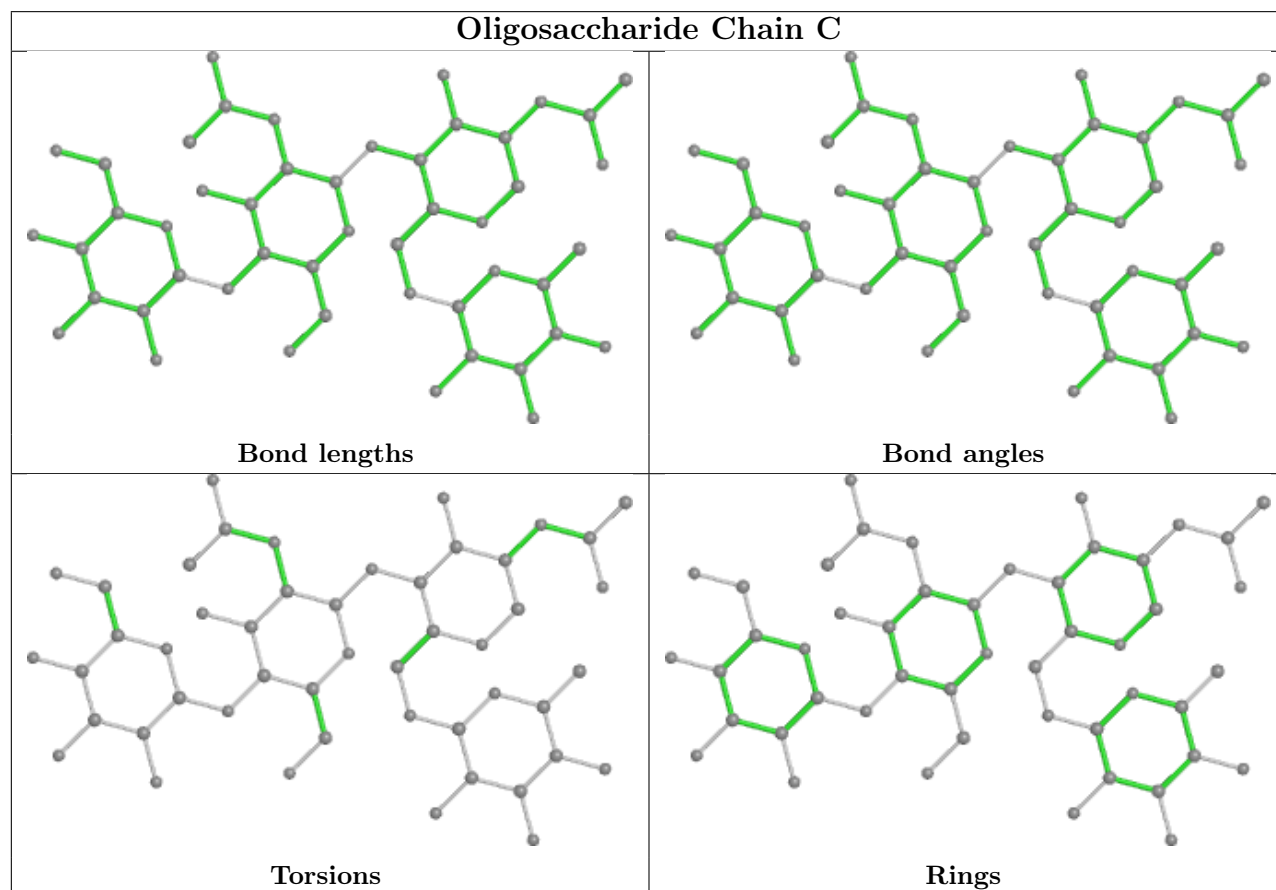 Oligosaccharide Chain C
Bond lengths
Bond angles
Torsions
Rings